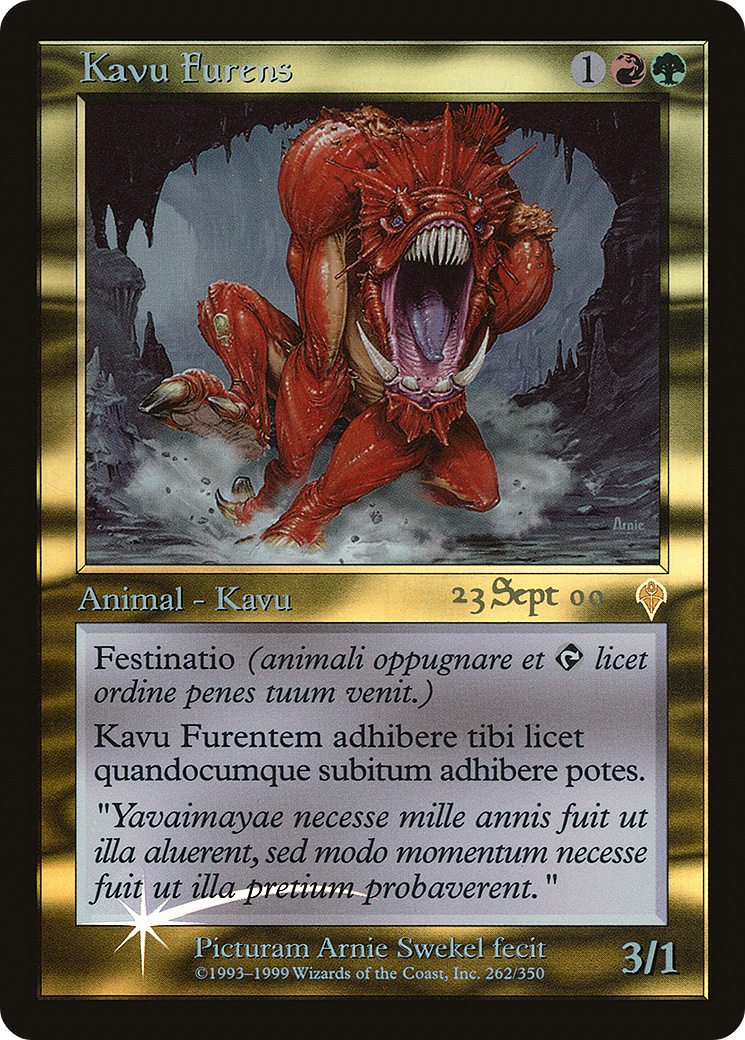 Kavu Furens
1
Arnie
Animal - Kavu
23 Sept 00
Festinatio (animali oppugnare et licet
ordine penes tuum venit.)
Kavu Furentem adhibere tibi licet
quandocumque subitum adhibere potes.
"Yavaimayae necesse mille annis fuit ut
illa aluerent, sed modo momentum necesse
fuit ut illa pretium probaverent."
Picturam Arnie Swekel fecit
©1993–1999 Wizards of the Coast, Inc. 262/350
3/1